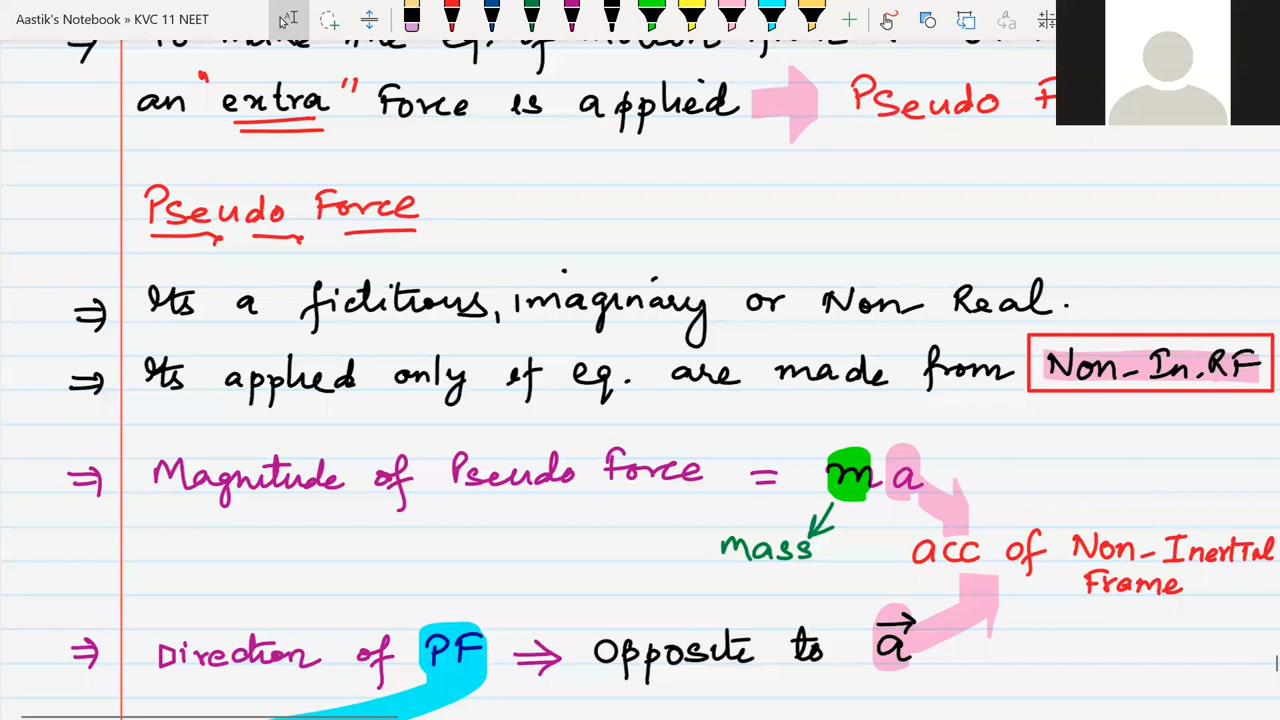 Aastik's Notebook » KVC 11 NEET
an "extra" Force is applied ⇒ Pseudo
Pseudo Force
⇒ Its a fictitious, imaginary or Non Real.
⇒ Its applied only if eq. are made from Non-In.RF
⇒ Magnitude of Pseudo Force = ma
mass
acc of Non-Inertial
Frame
⇒ Direction of PF ⇒ Opposite to a⃗